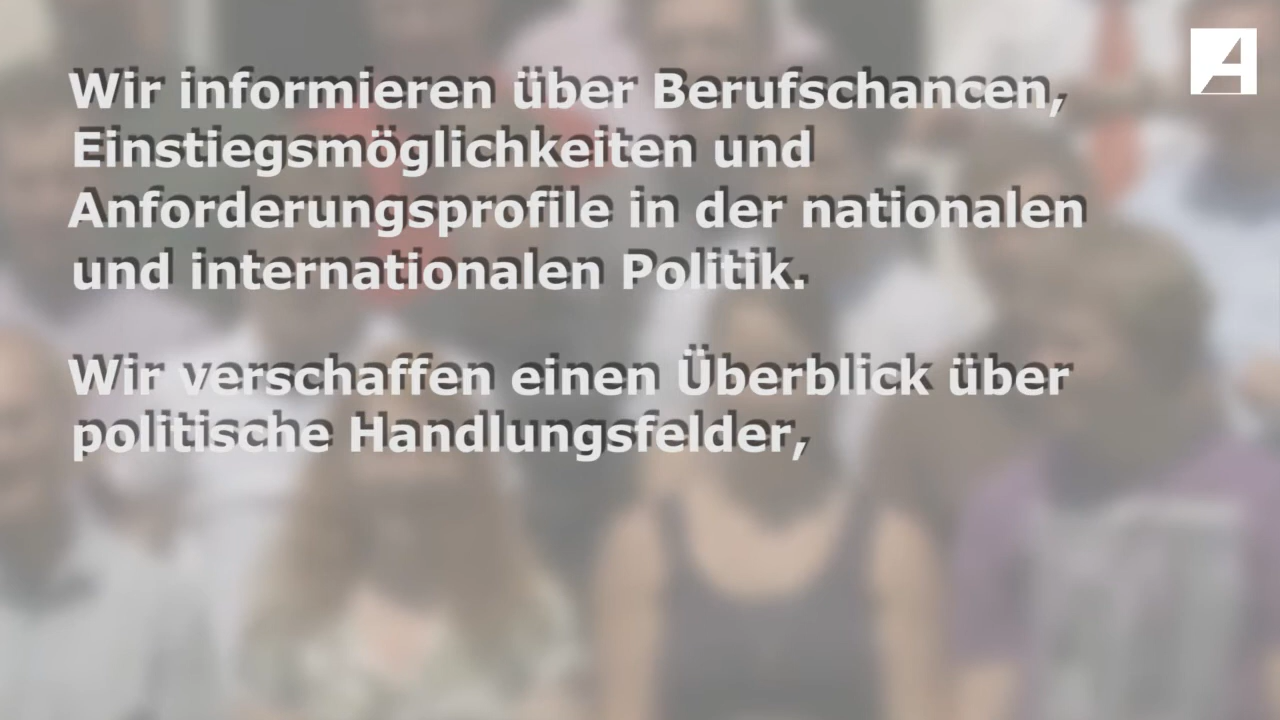 Wir informieren über Berufschancen,
Einstiegsmöglichkeiten und
Anforderungsprofile in der nationalen
und internationalen Politik.
Wir verschaffen einen Überblick über
politische Handlungsfelder,